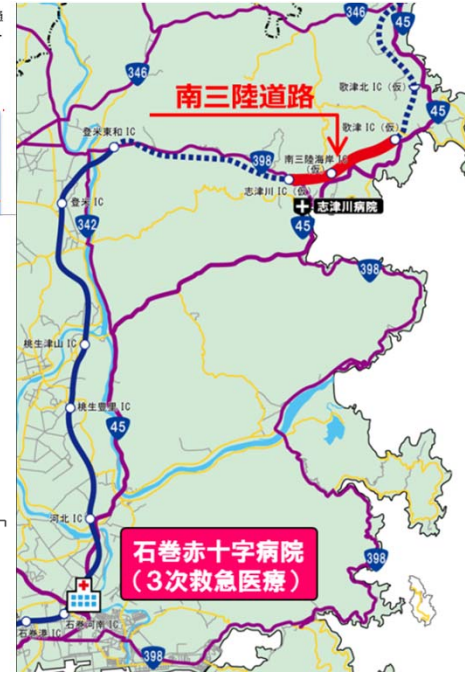 346
45
346
歌津北 IC（仮）
南三陸道路
45
歌津 IC（仮）
登米東和 IC
398
南三陸海岸 IC
（仮）
志津川 IC（仮）
志津川病院
登米 IC
342
45
398
桃生津山 IC
桃生豊里 IC
45
河北 IC
石巻赤十字病院
（３次救急医療）
398
石巻河南 IC
石巻港 IC
398